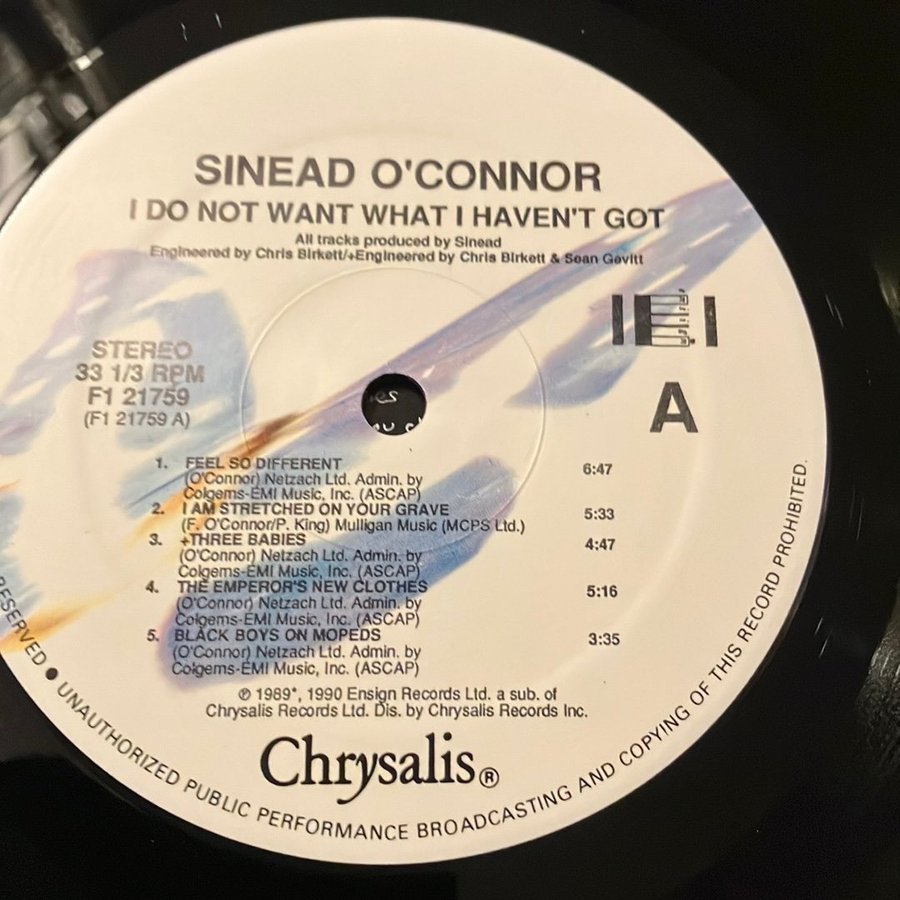 SINEAD O'CONNOR
I DO NOT WANT WHAT I HAVEN'T GOT
All tracks produced by Sinead
Engineered by Chris Birkett/+Engineered by Chris Birkett & Sean Gevitt
STEREO
33 1/3 RPM
F1 21759
(F1 21759 A)
A
1. FEEL SO DIFFERENT 6:47
(O'Connor) Netzach Ltd. Admin. by
Colgems-EMI Music, Inc. (ASCAP)
2. I AM STRETCHED ON YOUR GRAVE 5:33
(F. O'Connor/P. King) Mulligan Music (MCPS Ltd.)
3. +THREE BABIES 4:47
(O'Connor) Netzach Ltd. Admin. by
Colgems-EMI Music, Inc. (ASCAP)
4. THE EMPEROR'S NEW CLOTHES 5:16
(O'Connor) Netzach Ltd. Admin. by
Colgems-EMI Music, Inc. (ASCAP)
5. BLACK BOYS ON MOPEDS 3:35
(O'Connor) Netzach Ltd. Admin. by
Colgems-EMI Music, Inc. (ASCAP)
℗ 1989*, 1990 Ensign Records Ltd. a sub. of
Chrysalis Records Ltd. Dis. by Chrysalis Records Inc.
Chrysalis®
RESERVED ● UNAUTHORIZED PUBLIC PERFORMANCE BROADCASTING AND COPYING OF THIS RECORD PROHIBITED.